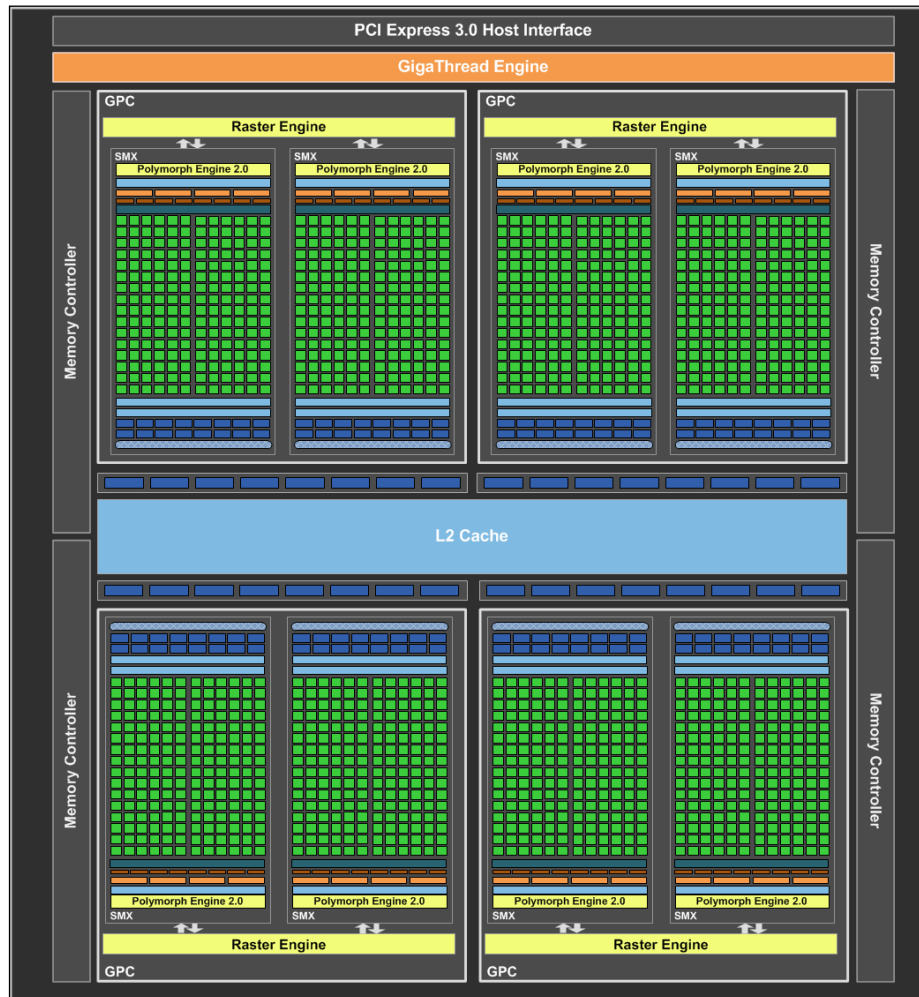 PCI Express 3.0 Host Interface
GigaThread Engine
Memory Controller
GPC
Raster Engine
SMX
Polymorph Engine 2.0
SMX
Polymorph Engine 2.0
GPC
Raster Engine
SMX
Polymorph Engine 2.0
SMX
Polymorph Engine 2.0
Memory Controller
L2 Cache
Memory Controller
Polymorph Engine 2.0
SMX
Polymorph Engine 2.0
SMX
Raster Engine
GPC
Polymorph Engine 2.0
SMX
Polymorph Engine 2.0
SMX
Raster Engine
GPC
Memory Controller